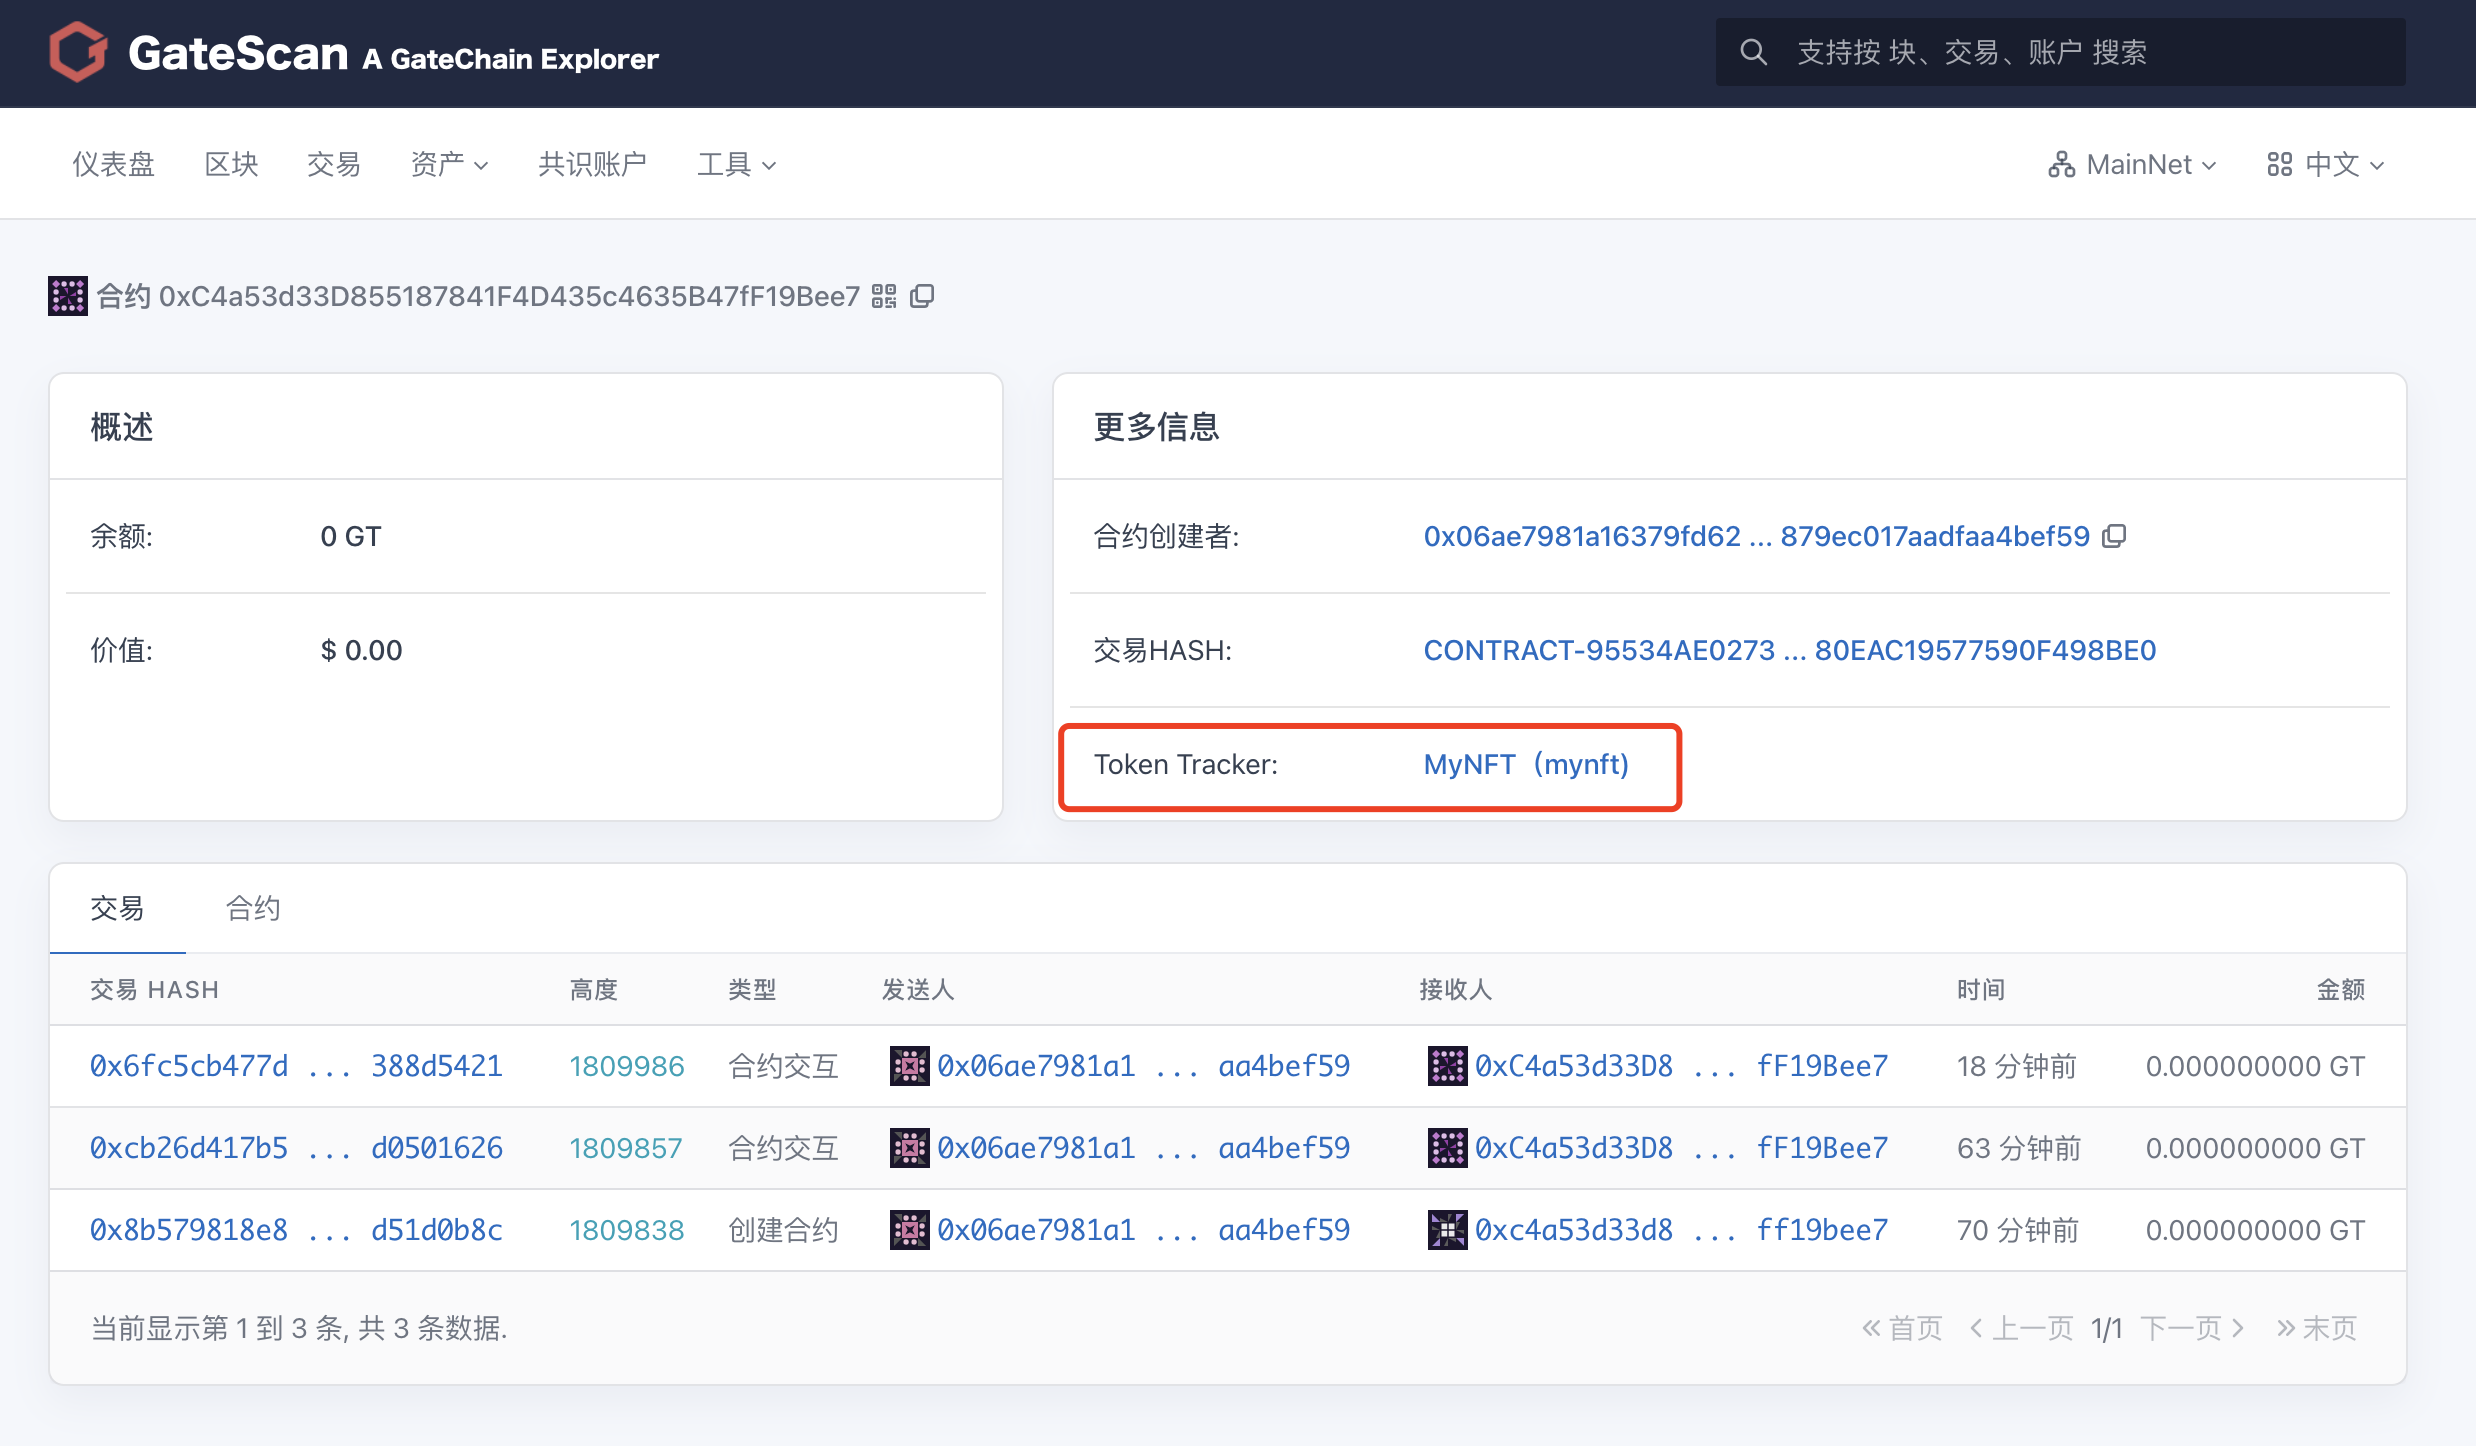 GateScan A GateChain Explorer
支持按 块、交易、账户 搜索
仪表盘 区块 交易 资产 共识账户 工具 MainNet 中文
合约 0xC4a53d33D855187841F4D435c4635B47fF19Bee7
概述
余额: 0 GT
价值: $ 0.00
更多信息
合约创建者: 0x06ae7981a16379fd62 ... 879ec017aadfaa4bef59
交易HASH: CONTRACT-95534AE0273 ... 80EAC19577590F498BE0
Token Tracker: MyNFT（mynft)
交易 合约
交易 HASH 高度 类型 发送人 接收人 时间 金额
0x6fc5cb477d ... 388d5421 1809986 合约交互 0x06ae7981a1 ... aa4bef59 0xC4a53d33D8 ... fF19Bee7 18 分钟前 0.000000000 GT
0xcb26d417b5 ... d0501626 1809857 合约交互 0x06ae7981a1 ... aa4bef59 0xC4a53d33D8 ... fF19Bee7 63 分钟前 0.000000000 GT
0x8b579818e8 ... d51d0b8c 1809838 创建合约 0x06ae7981a1 ... aa4bef59 0xc4a53d33d8 ... ff19bee7 70 分钟前 0.000000000 GT
当前显示第 1 到 3 条, 共 3 条数据.
« 首页 ‹ 上一页 1/1 下一页 › » 末页